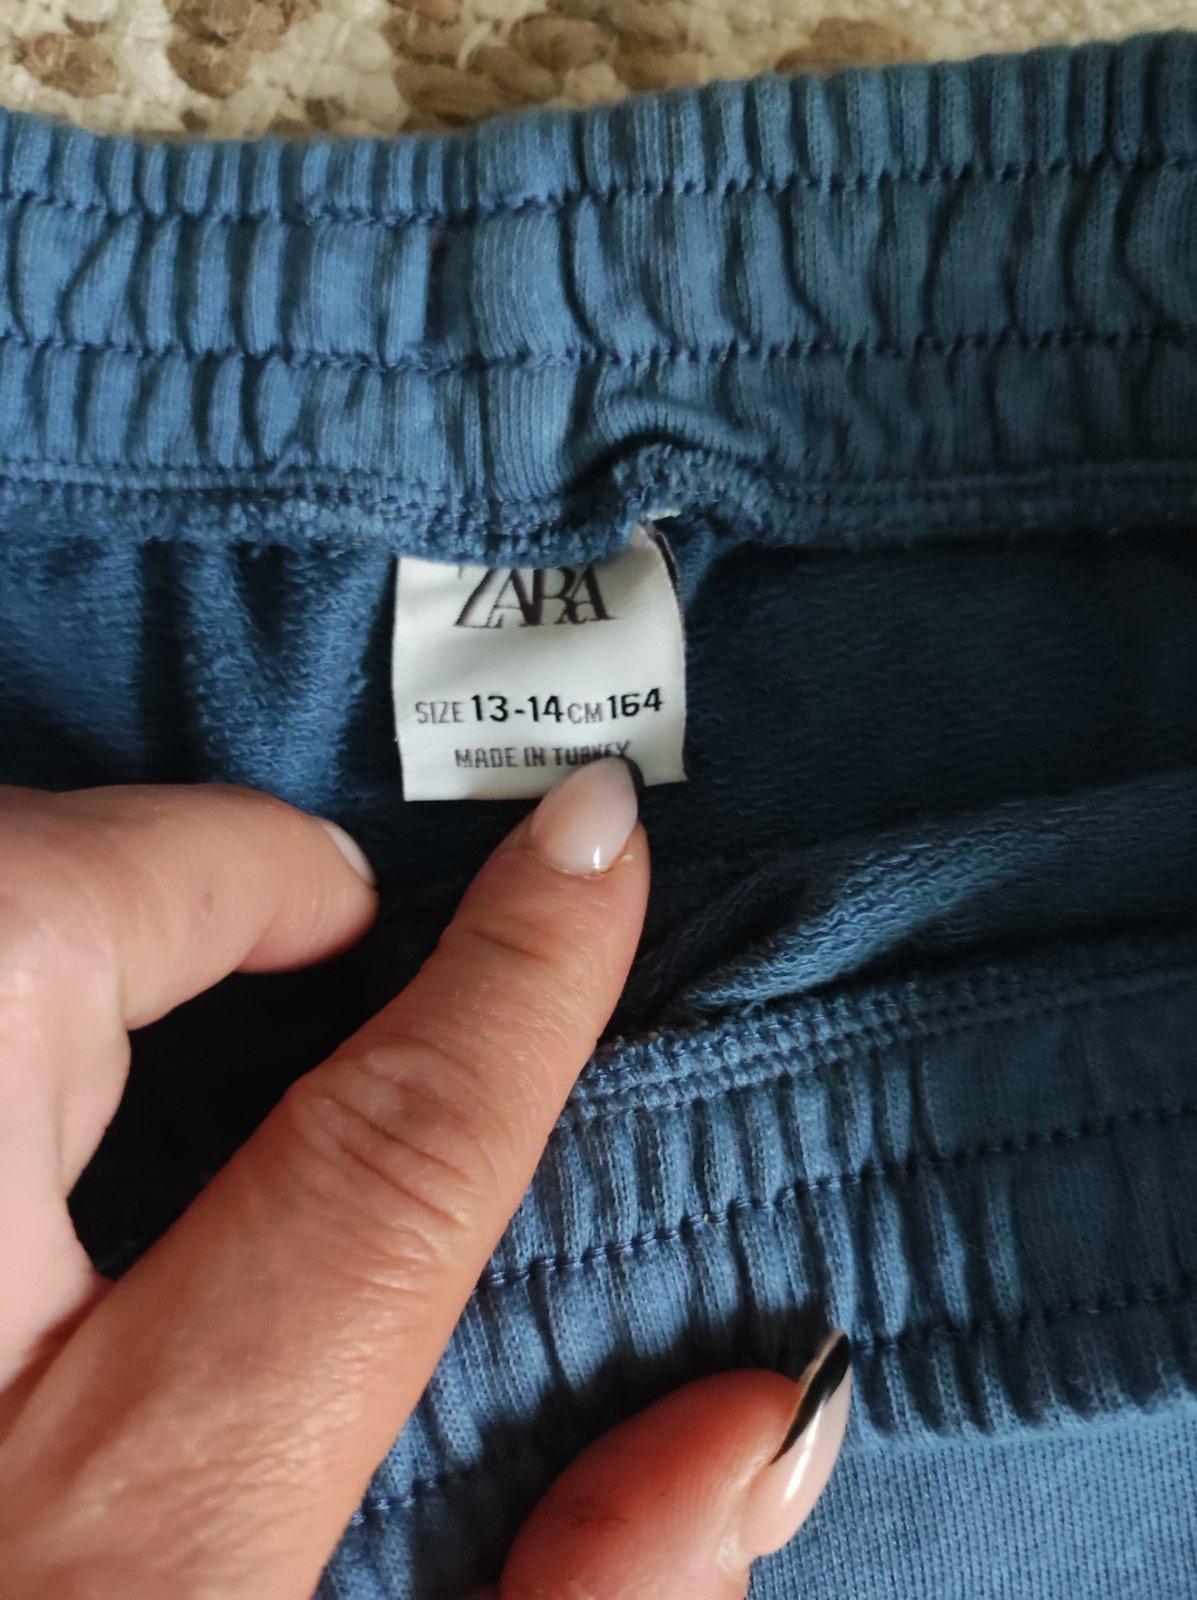 ZARA
SIZE 13-14 CM 164
MADE IN TURKEY